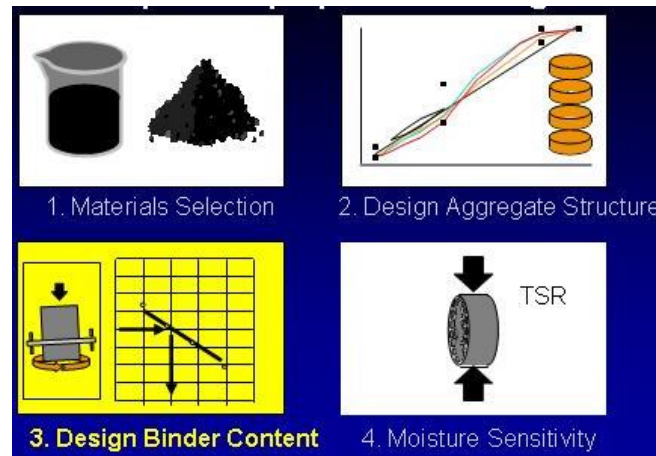 1. Materials Selection
2. Design Aggregate Structure
TSR
3. Design Binder Content
4. Moisture Sensitivity